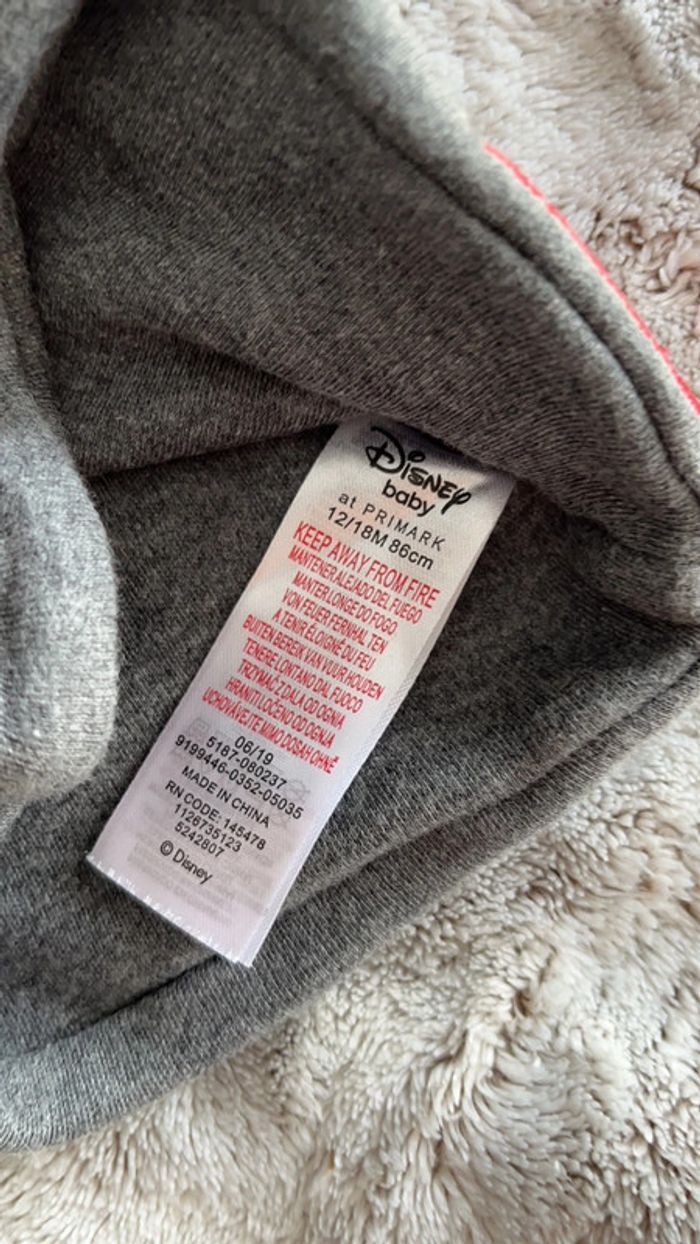 Disney
baby
at PRIMARK
12/18M 86cm
KEEP AWAY FROM FIRE
MANTENER ALEJADO DEL FUEGO
MANTER LONGE DO FOGO
VON FEUER FERNHALTEN
A TENIR ÉLOIGNÉ DU FEU
BUITEN BEREIK VAN VUUR HOUDEN
TENERE LONTANO DAL FUOCO
TRZYMAĆ Z DALA OD OGNIA
HRANITI LOČENO OD OGNJA
UCHOVÁVEJTE MIMO DOSAH OHNĚ
06/19
5187-080237
9199446-0352-05035
MADE IN CHINA
RN CODE: 145478
1126735123
5242807
© Disney